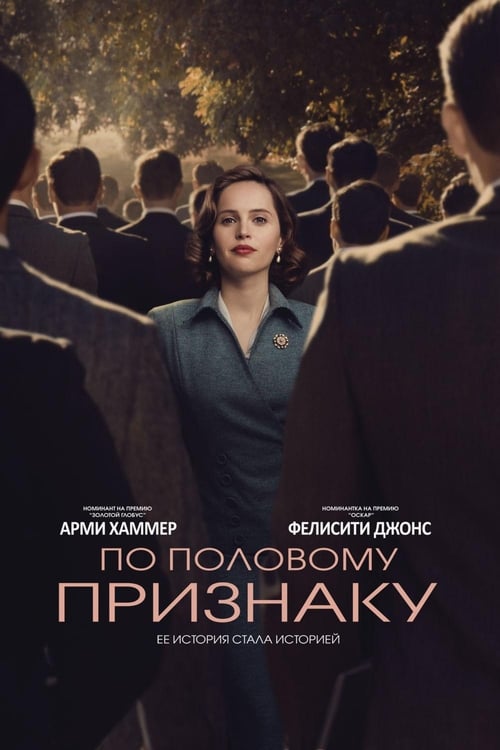 НОМИНАНТ НА ПРЕМИЮ
"ЗОЛОТОЙ ГЛОБУС"
АРМИ ХАММЕР
НОМИНАНТКА НА ПРЕМИЮ
"ОСКАР"
ФЕЛИСИТИ ДЖОНС
ПО ПОЛОВОМУ
ПРИЗНАКУ
ЕЕ ИСТОРИЯ СТАЛА ИСТОРИЕЙ